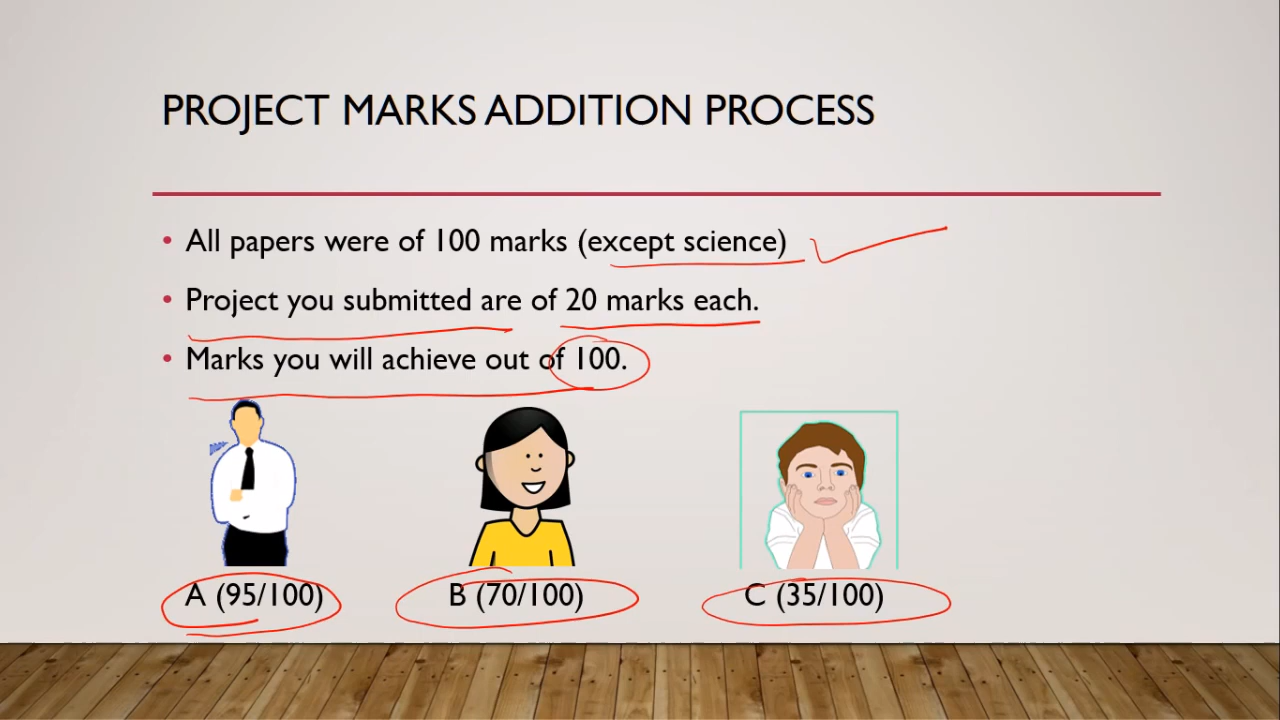 PROJECT MARKS ADDITION PROCESS
• All papers were of 100 marks (except science)
• Project you submitted are of 20 marks each.
• Marks you will achieve out of 100.
A (95/100) B (70/100) C (35/100)